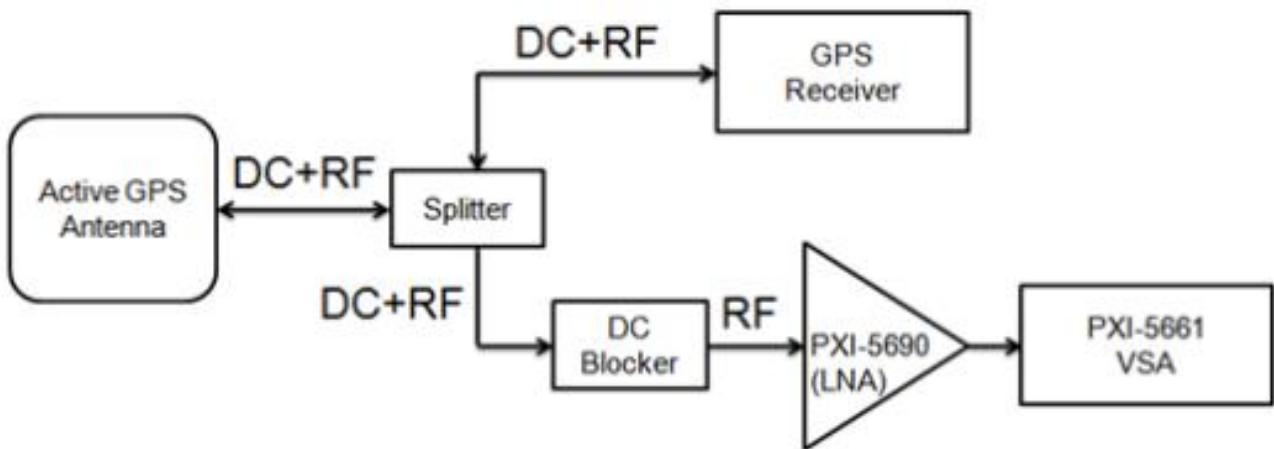 DC+RF
GPS
Receiver
Active GPS
Antenna
DC+RF
Splitter
DC+RF
DC
Blocker
RF
PXI-5690
(LNA)
PXI-5661
VSA